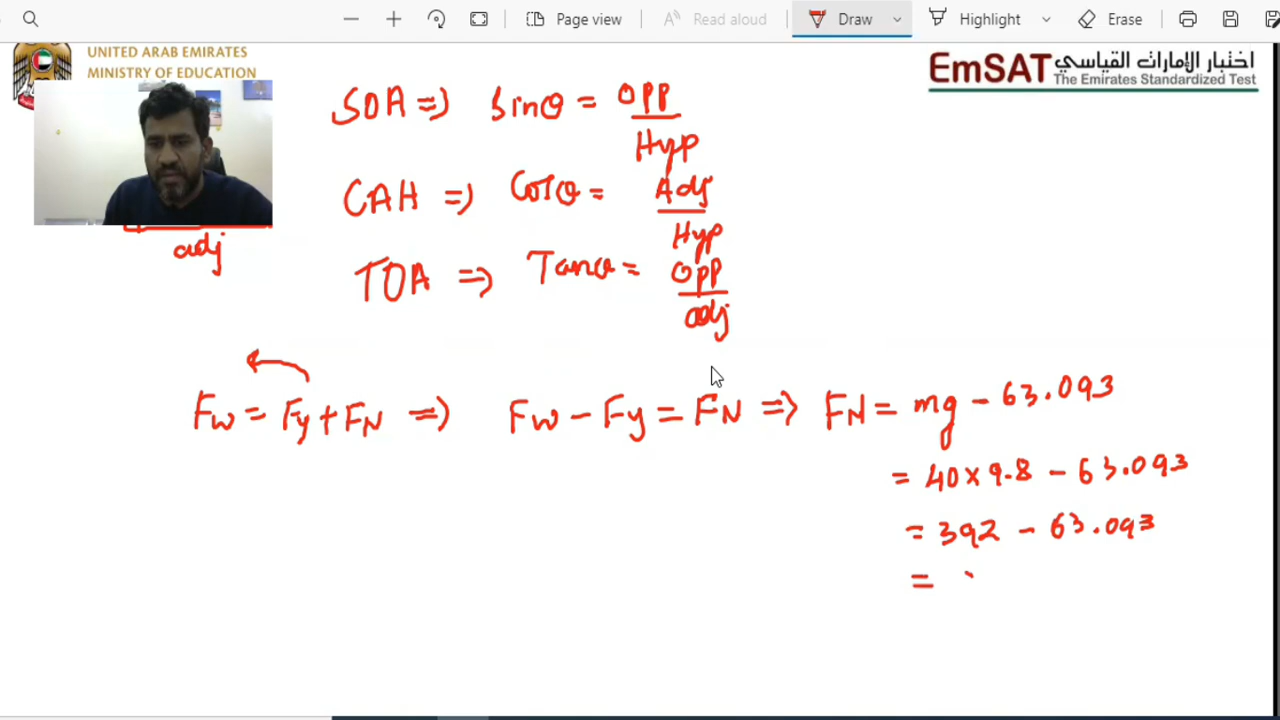 Page view
Read aloud
Draw
Highlight
Erase
UNITED ARAB EMIRATES
MINISTRY OF EDUCATION
EmSAT اختبار الإمارات القياسي
The Emirates Standardized Test
SOA => Sinθ = Opp
Hyp
CAH => Cosθ = Adj
Hyp
adj
TOA => Tanθ = Opp
adj
Fw = Fy + FN => Fw - Fy = FN => FN = mg - 63.093
= 40 x 9.8 - 63.093
= 392 - 63.093
=